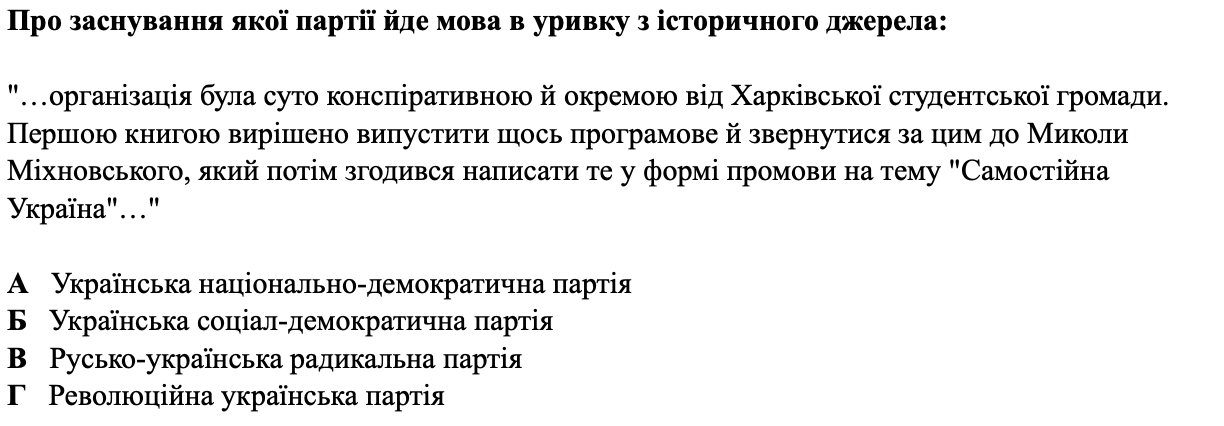 Про заснування якої партії йде мова в уривку з історичного джерела:
"…організація була суто конспіративною й окремою від Харківської студентської громади.
Першою книгою вирішено випустити щось програмове й звернутися за цим до Миколи
Міхновського, який потім згодився написати те у формі промови на тему "Самостійна
Україна"…"
А Українська національно-демократична партія
Б Українська соціал-демократична партія
В Русько-українська радикальна партія
Г Революційна українська партія